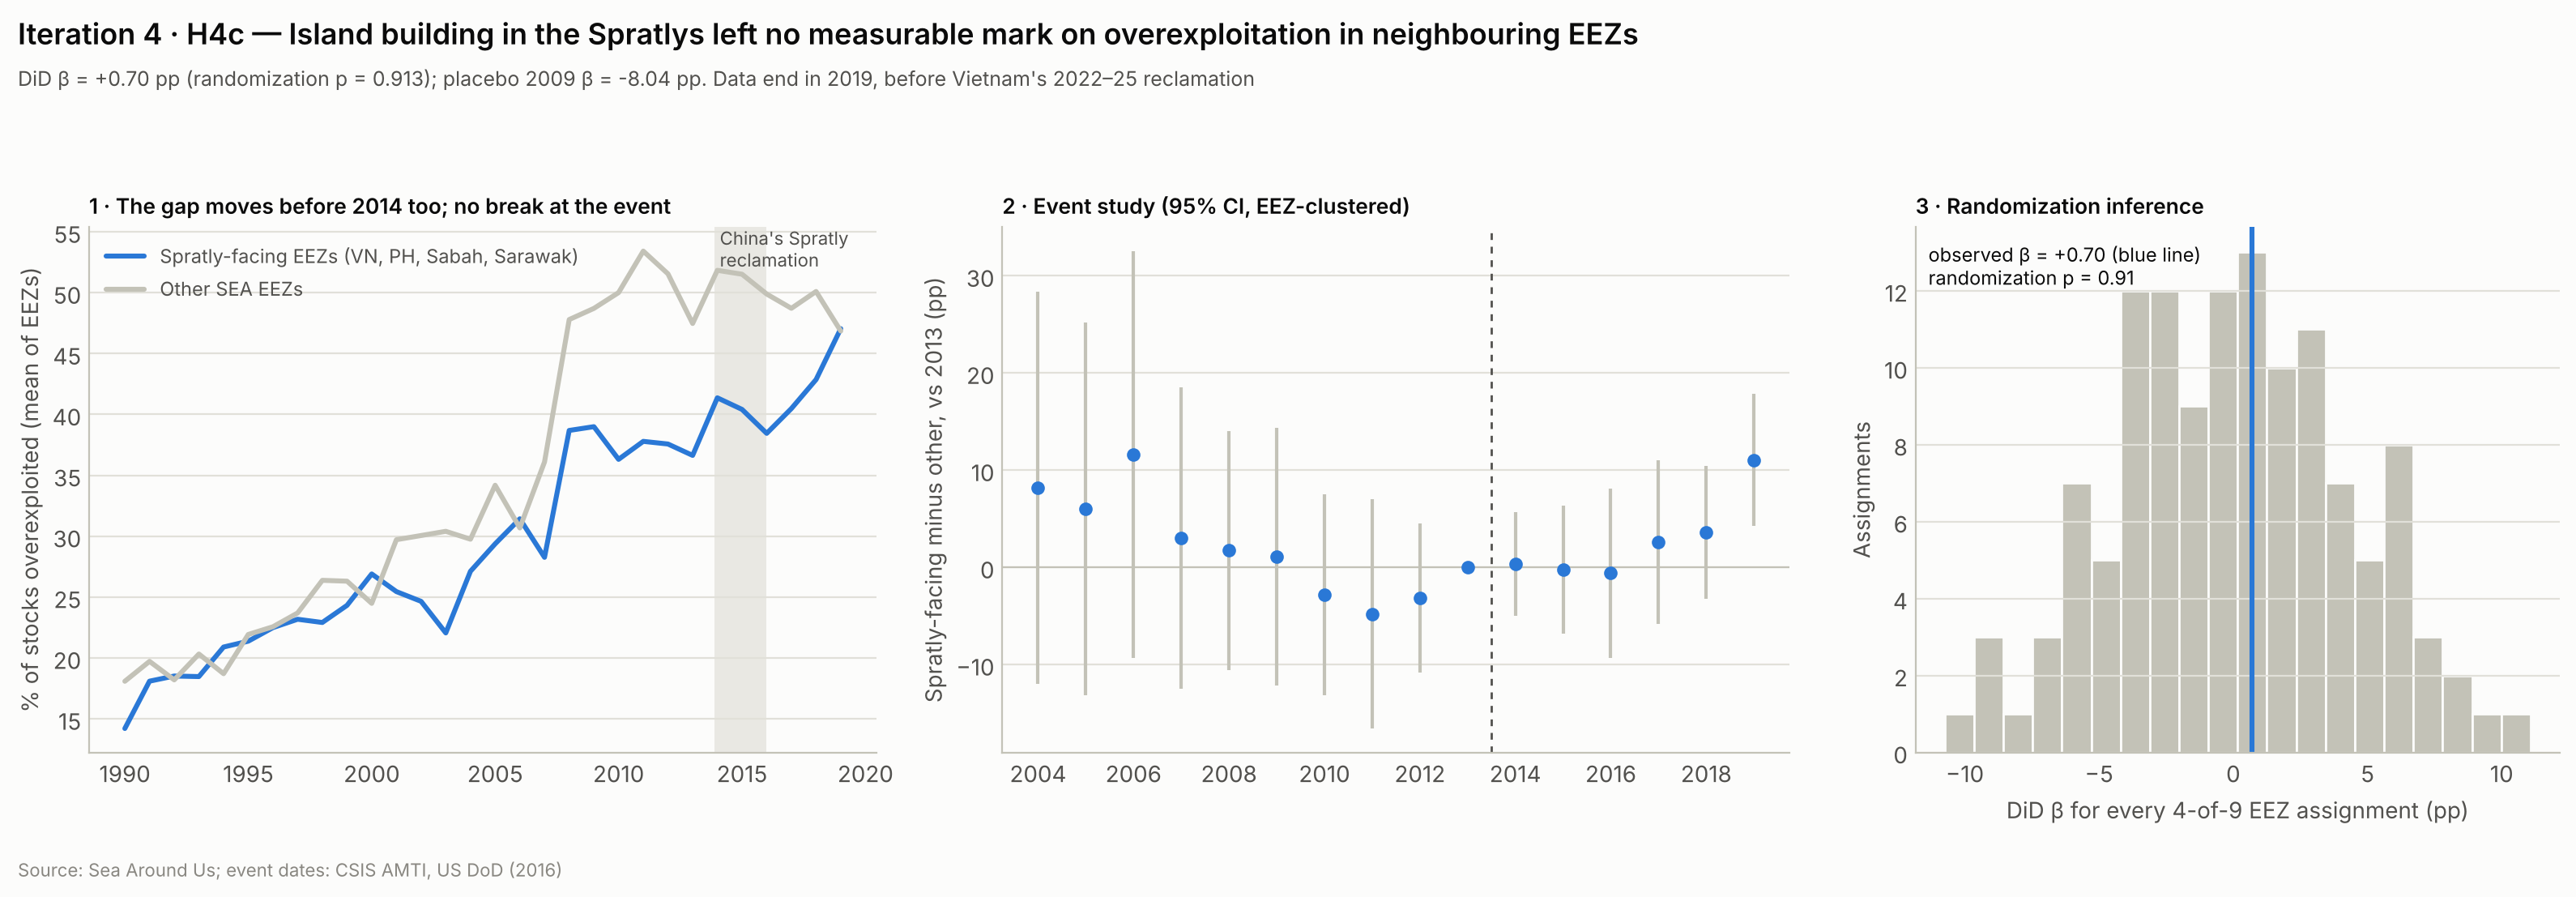 Iteration 4 · H4c — Island building in the Spratlys left no measurable mark on overexploitation in neighbouring EEZs
DiD β = +0.70 pp (randomization p = 0.913); placebo 2009 β = -8.04 pp. Data end in 2019, before Vietnam's 2022–25 reclamation
1 · The gap moves before 2014 too; no break at the event
% of stocks overexploited (mean of EEZs)
55
50
45
40
35
30
25
20
15
Spratly-facing EEZs (VN, PH, Sabah, Sarawak)
Other SEA EEZs
China's Spratly
reclamation
1990 1995 2000 2005 2010 2015 2020
2 · Event study (95% CI, EEZ-clustered)
Spratly-facing minus other, vs 2013 (pp)
30
20
10
0
−10
2004 2006 2008 2010 2012 2014 2016 2018
3 · Randomization inference
observed β = +0.70 (blue line)
randomization p = 0.91
Assignments
12
10
8
6
4
2
0
−10 −5 0 5 10
DiD β for every 4-of-9 EEZ assignment (pp)
Source: Sea Around Us; event dates: CSIS AMTI, US DoD (2016)